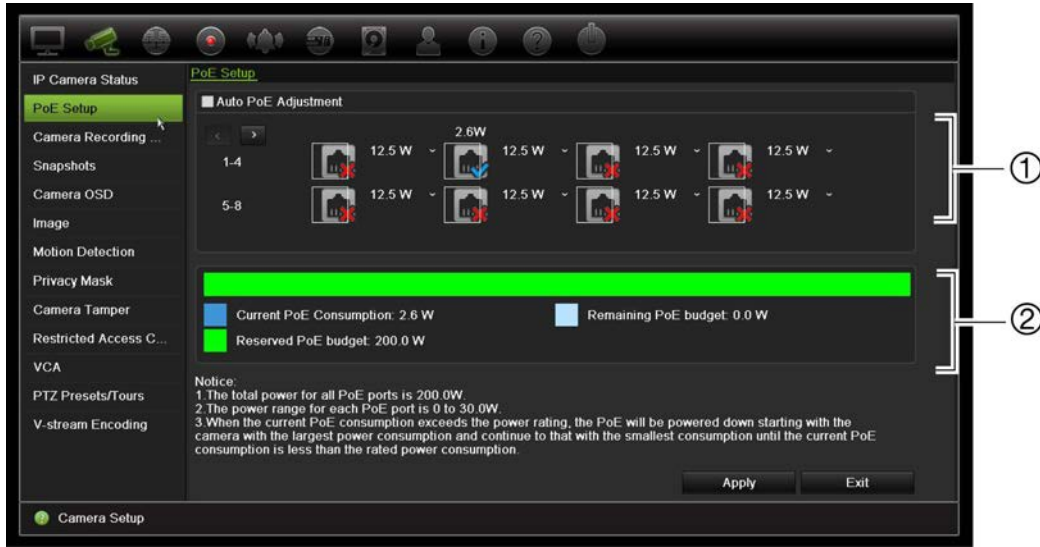 IP Camera Status
PoE Setup
Camera Recording ...
Snapshots
Camera OSD
Image
Motion Detection
Privacy Mask
Camera Tamper
Restricted Access C...
VCA
PTZ Presets/Tours
V-stream Encoding
PoE Setup
Auto PoE Adjustment
< >
2.6W
1-4 12.5 W 12.5 W 12.5 W 12.5 W
5-8 12.5 W 12.5 W 12.5 W 12.5 W
①
Current PoE Consumption: 2.6 W Remaining PoE budget: 0.0 W
Reserved PoE budget: 200.0 W
②
Notice:
1.The total power for all PoE ports is 200.0W.
2.The power range for each PoE port is 0 to 30.0W.
3.When the current PoE consumption exceeds the power rating, the PoE will be powered down starting with the
camera with the largest power consumption and continue to that with the smallest consumption until the current PoE
consumption is less than the rated power consumption.
Apply Exit
Camera Setup